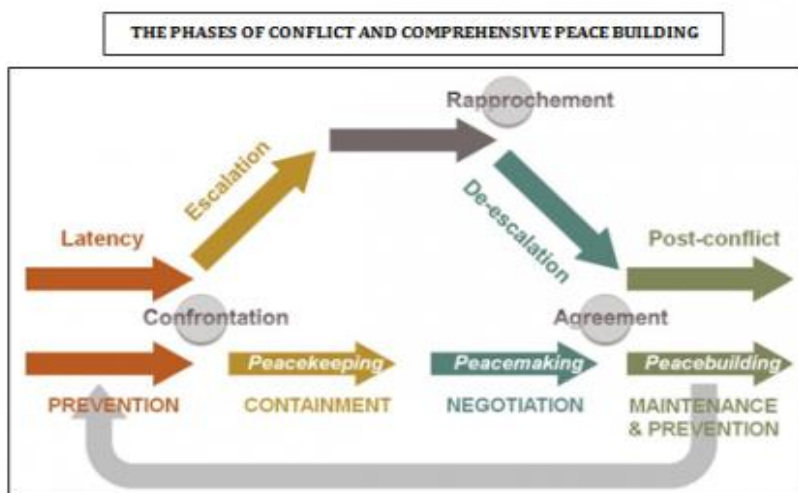 THE PHASES OF CONFLICT AND COMPREHENSIVE PEACE BUILDING
Rapprochement
Escalation
De-escalation
Latency
Post-conflict
Confrontation
Agreement
Peacekeeping
Peacemaking
Peacebuilding
PREVENTION
CONTAINMENT
NEGOTIATION
MAINTENANCE
& PREVENTION